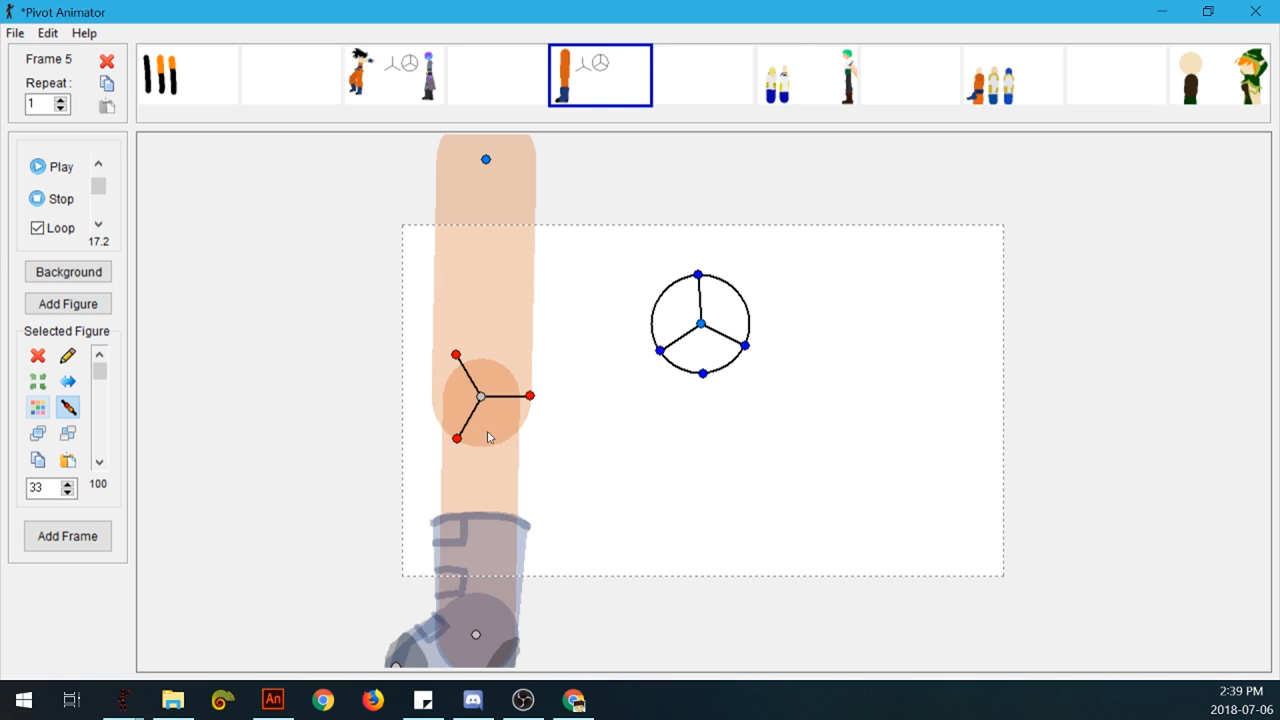 *Pivot Animator
File Edit Help
Frame 5
Repeat :
1
Play
Stop
Loop
17.2
Background
Add Figure
Selected Figure
33
100
Add Frame
An
2:39 PM
2018-07-06